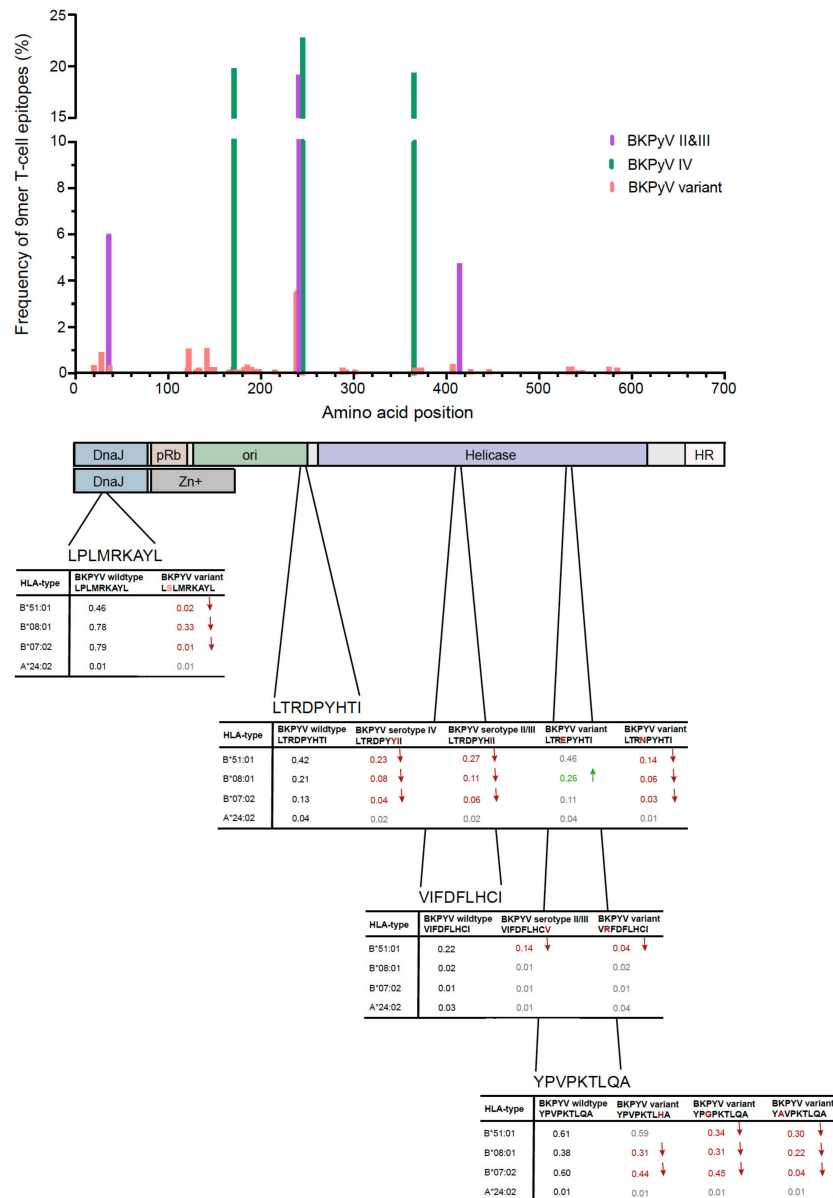 25
20
15
10
8
6
4
2
0
Frequency of 9mer T-cell epitopes (%)
BKPyV II&III
BKPyV IV
BKPyV variant
0 100 200 300 400 500 600 700
Amino acid position
DnaJ pRb ori Helicase HR
DnaJ Zn+
LPLMRKAYL
HLA-type BKPYV wildtype BKPYV variant
LPLMRKAYL LSLMRKAYL
B*51:01 0.46 0.02
B*08:01 0.78 0.33
B*07:02 0.79 0.01
A*24:02 0.01 0.01
LTRDPYHTI
HLA-type BKPYV wildtype BKPYV serotype IV BKPYV serotype II/III BKPYV variant BKPYV variant
LTRDPYHTI LTRDPYYII LTRDPYHII LTREPYHTI LTRNPYHTI
B*51:01 0.42 0.23 0.27 0.46 0.14
B*08:01 0.21 0.08 0.11 0.26 0.06
B*07:02 0.13 0.04 0.06 0.11 0.03
A*24:02 0.04 0.02 0.02 0.04 0.01
VIFDFLHCI
HLA-type BKPYV wildtype BKPYV serotype II/III BKPYV variant
VIFDFLHCI VIFDFLHCV VRFDFLHCI
B*51:01 0.22 0.14 0.04
B*08:01 0.02 0.01 0.02
B*07:02 0.01 0.01 0.01
A*24:02 0.03 0.01 0.04
YPVPKTLQA
HLA-type BKPYV wildtype BKPYV variant BKPYV variant BKPYV variant
YPVPKTLQA YPVPKTLHA YPGPKTLQA YAVPKTLQA
B*51:01 0.61 0.59 0.34 0.30
B*08:01 0.38 0.31 0.31 0.22
B*07:02 0.60 0.44 0.45 0.04
A*24:02 0.01 0.01 0.01 0.01